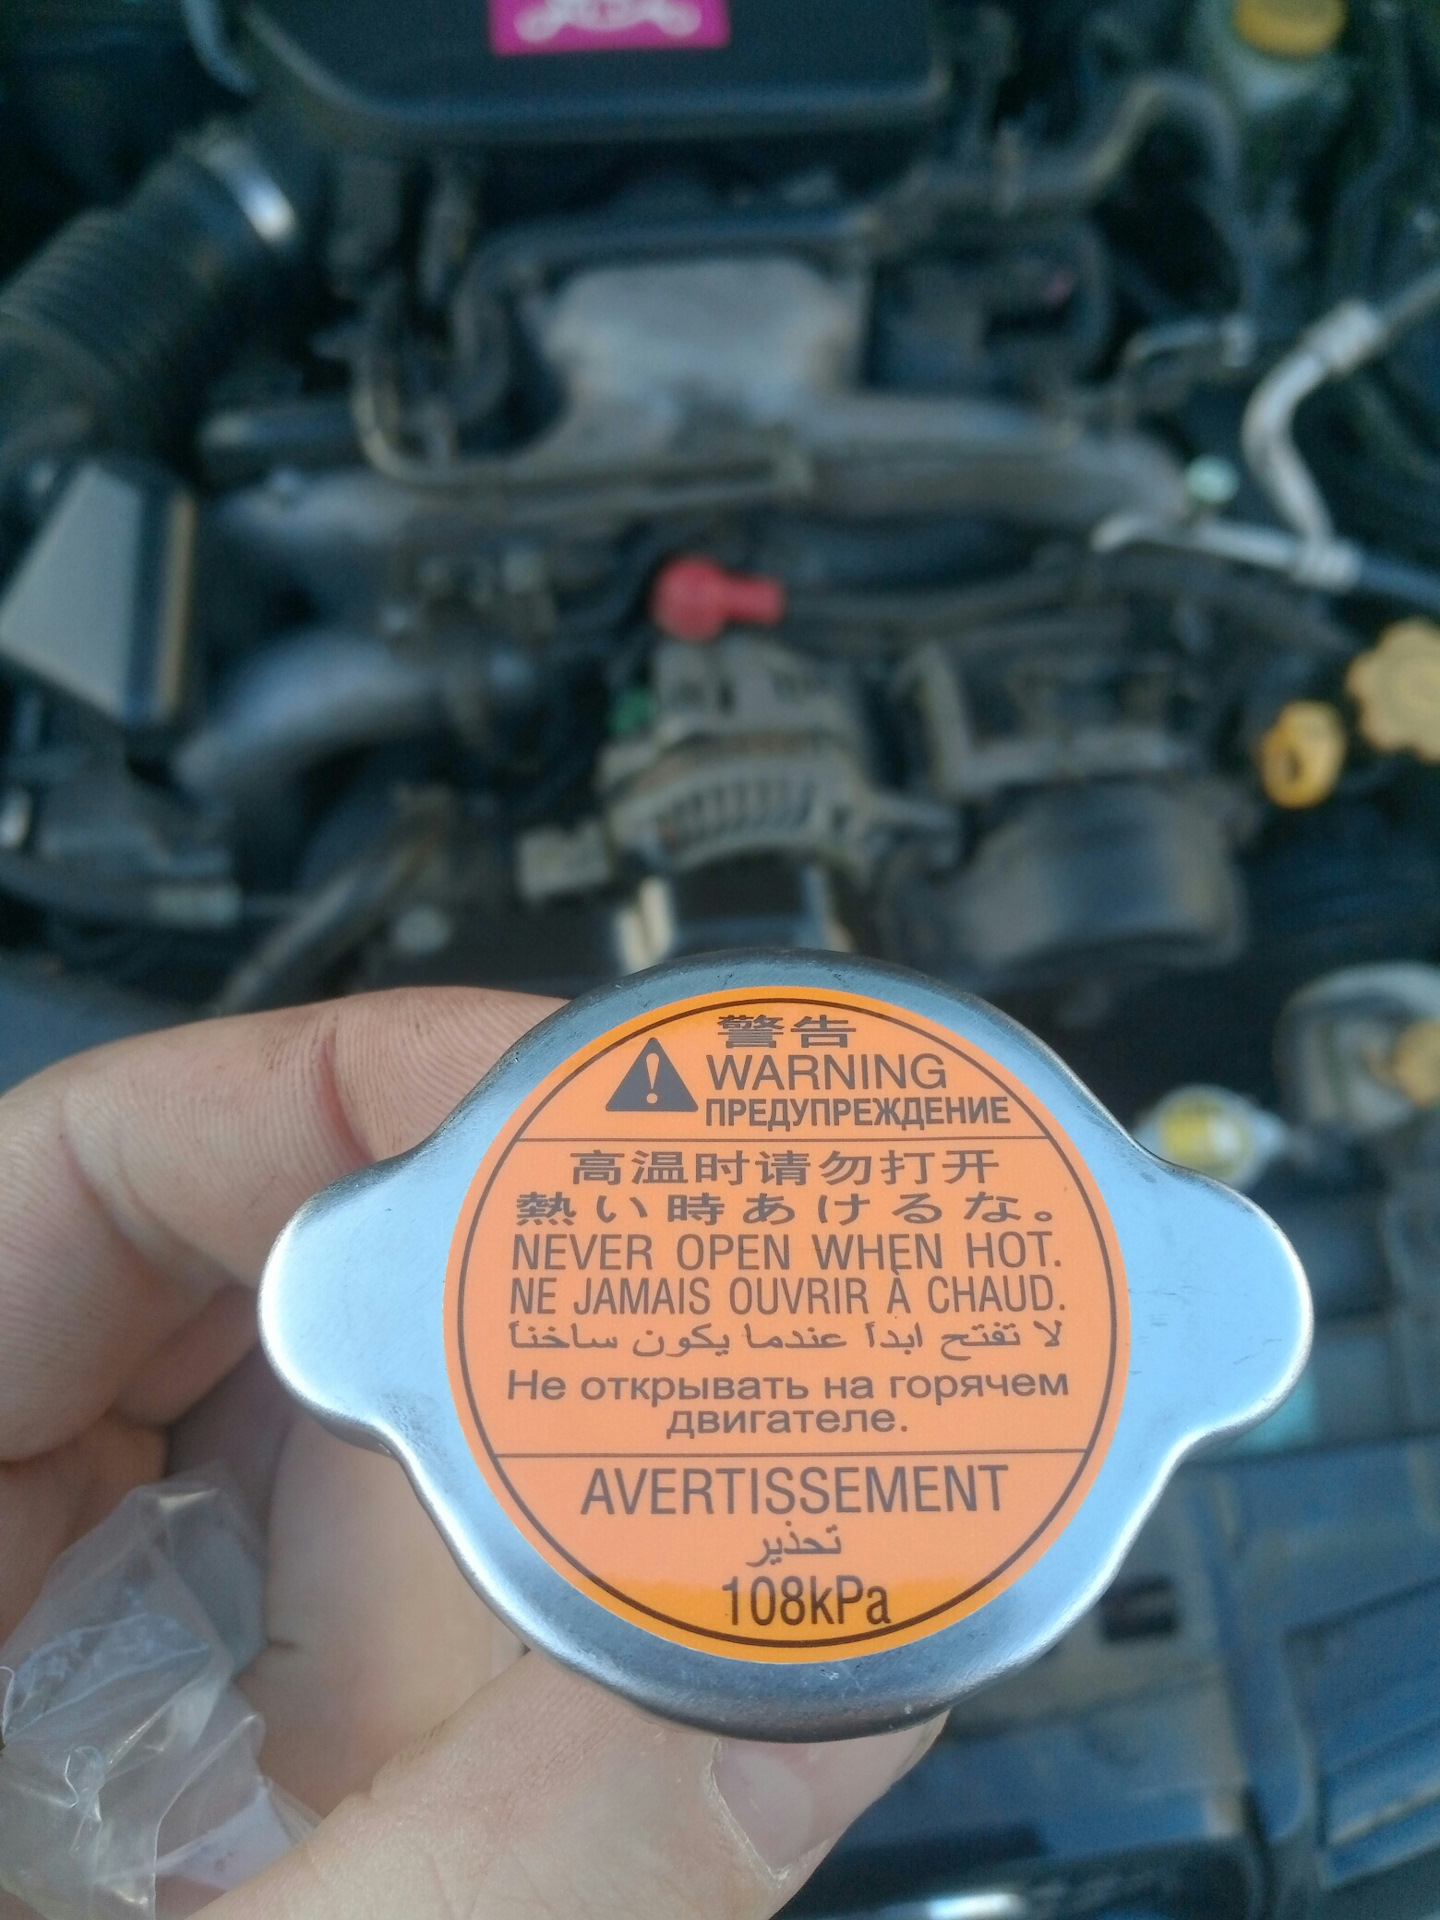 警告
WARNING
ПРЕДУПРЕЖДЕНИЕ
高温时请勿打开
熱い時あけるな。
NEVER OPEN WHEN HOT.
NE JAMAIS OUVRIR À CHAUD.
لا تفتح ابداً عندما يكون ساخناً
Не открывать на горячем
двигателе.
AVERTISSEMENT
تحذير
108kPa